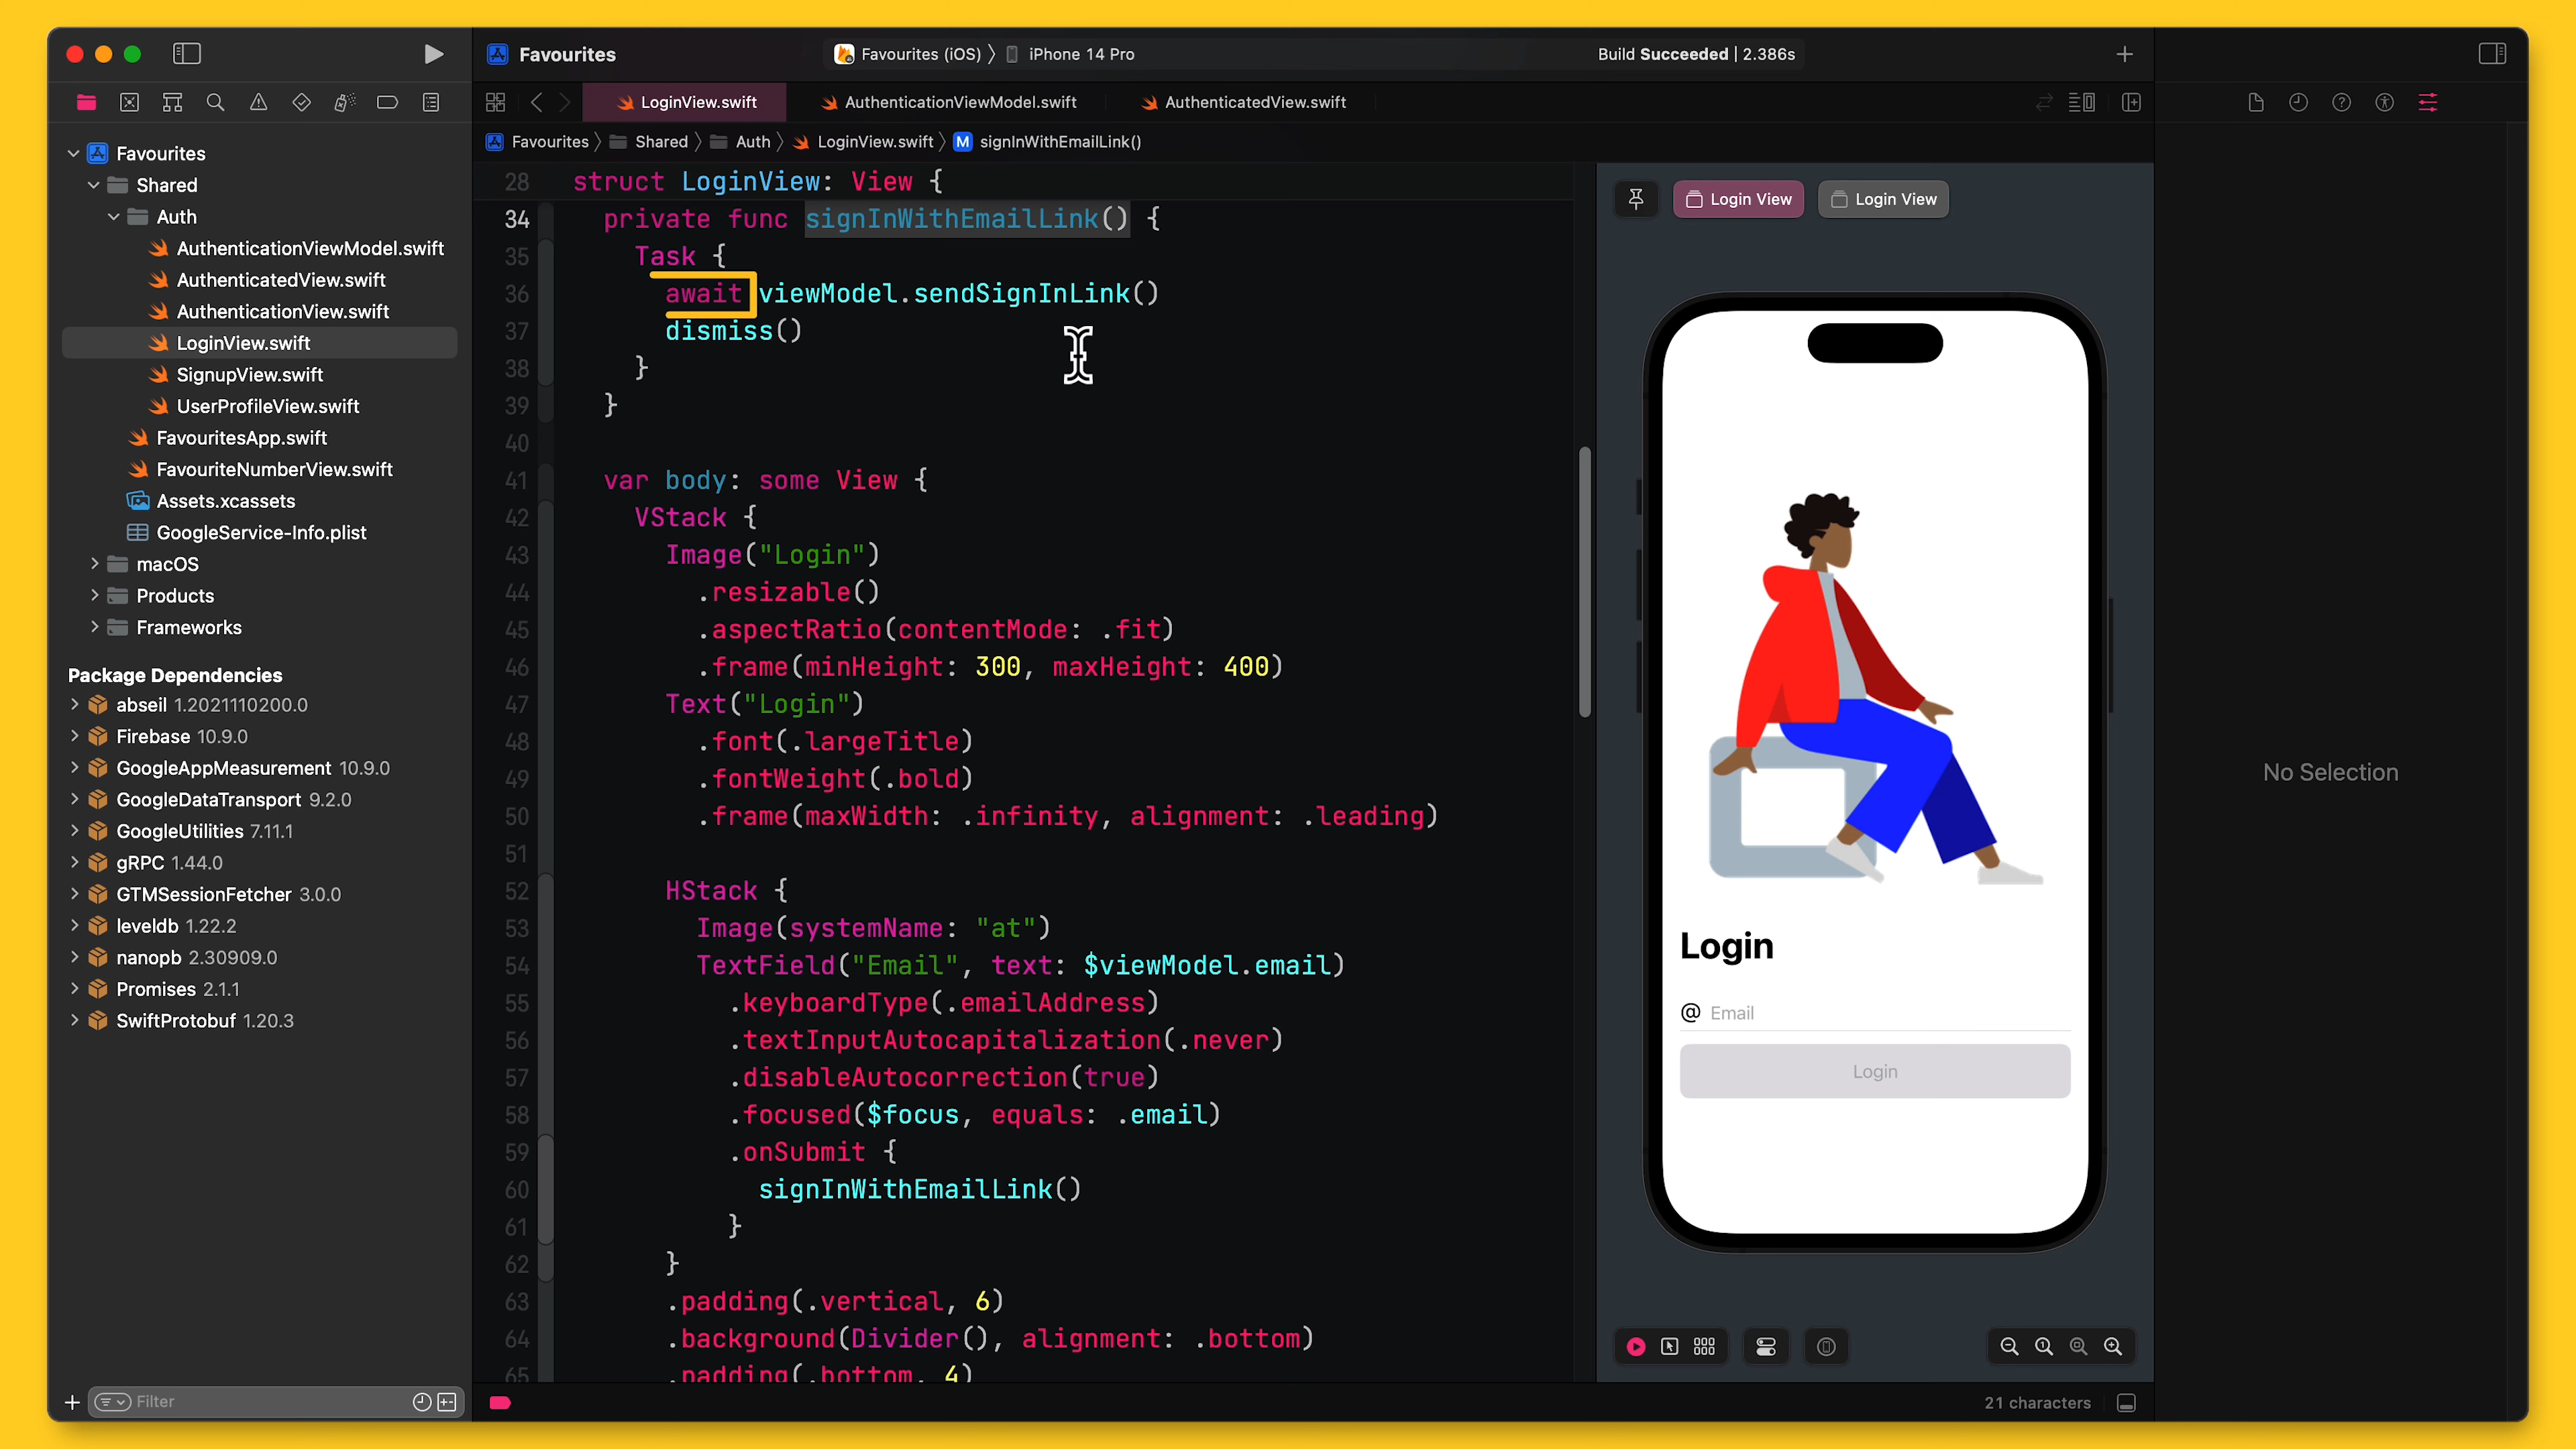 Favourites
Favourites (iOS) 〉 iPhone 14 Pro
Build Succeeded | 2.386s
LoginView.swift
AuthenticationViewModel.swift
AuthenticatedView.swift
Favourites 〉 Shared 〉 Auth 〉 LoginView.swift 〉 M signInWithEmailLink()
Favourites
Shared
Auth
AuthenticationViewModel.swift
AuthenticatedView.swift
AuthenticationView.swift
LoginView.swift
SignupView.swift
UserProfileView.swift
FavouritesApp.swift
FavouriteNumberView.swift
Assets.xcassets
GoogleService-Info.plist
macOS
Products
Frameworks
Package Dependencies
abseil 1.2021110200.0
Firebase 10.9.0
GoogleAppMeasurement 10.9.0
GoogleDataTransport 9.2.0
GoogleUtilities 7.11.1
gRPC 1.44.0
GTMSessionFetcher 3.0.0
leveldb 1.22.2
nanopb 2.30909.0
Promises 2.1.1
SwiftProtobuf 1.20.3
Filter
28 struct LoginView: View {
34 private func signInWithEmailLink() {
35 Task {
36 await viewModel.sendSignInLink()
37 dismiss()
38 }
39 }
40
41 var body: some View {
42 VStack {
43 Image("Login")
44 .resizable()
45 .aspectRatio(contentMode: .fit)
46 .frame(minHeight: 300, maxHeight: 400)
47 Text("Login")
48 .font(.largeTitle)
49 .fontWeight(.bold)
50 .frame(maxWidth: .infinity, alignment: .leading)
51
52 HStack {
53 Image(systemName: "at")
54 TextField("Email", text: $viewModel.email)
55 .keyboardType(.emailAddress)
56 .textInputAutocapitalization(.never)
57 .disableAutocorrection(true)
58 .focused($focus, equals: .email)
59 .onSubmit {
60 signInWithEmailLink()
61 }
62 }
63 .padding(.vertical, 6)
64 .background(Divider(), alignment: .bottom)
65 .padding(.bottom, 4)
Login View
Login View
Login
@ Email
Login
No Selection
21 characters